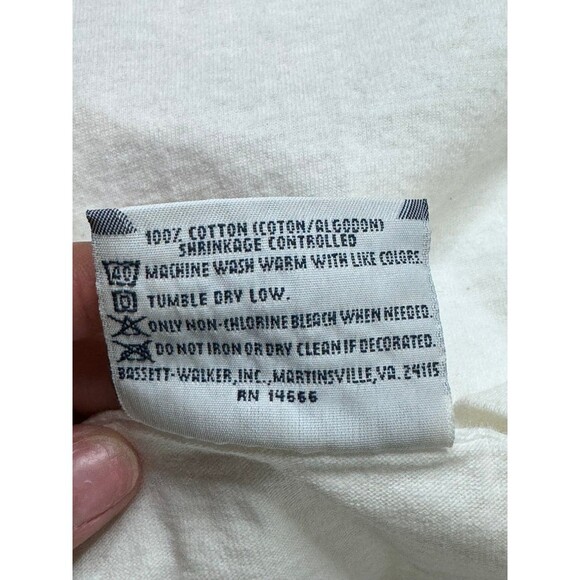 100% COTTON (COTON/ALGODON)
SHRINKAGE CONTROLLED
40 MACHINE WASH WARM WITH LIKE COLORS.
TUMBLE DRY LOW.
ONLY NON-CHLORINE BLEACH WHEN NEEDED.
DO NOT IRON OR DRY CLEAN IF DECORATED.
BASSETT-WALKER, INC., MARTINSVILLE, VA. 24115
RN 14666